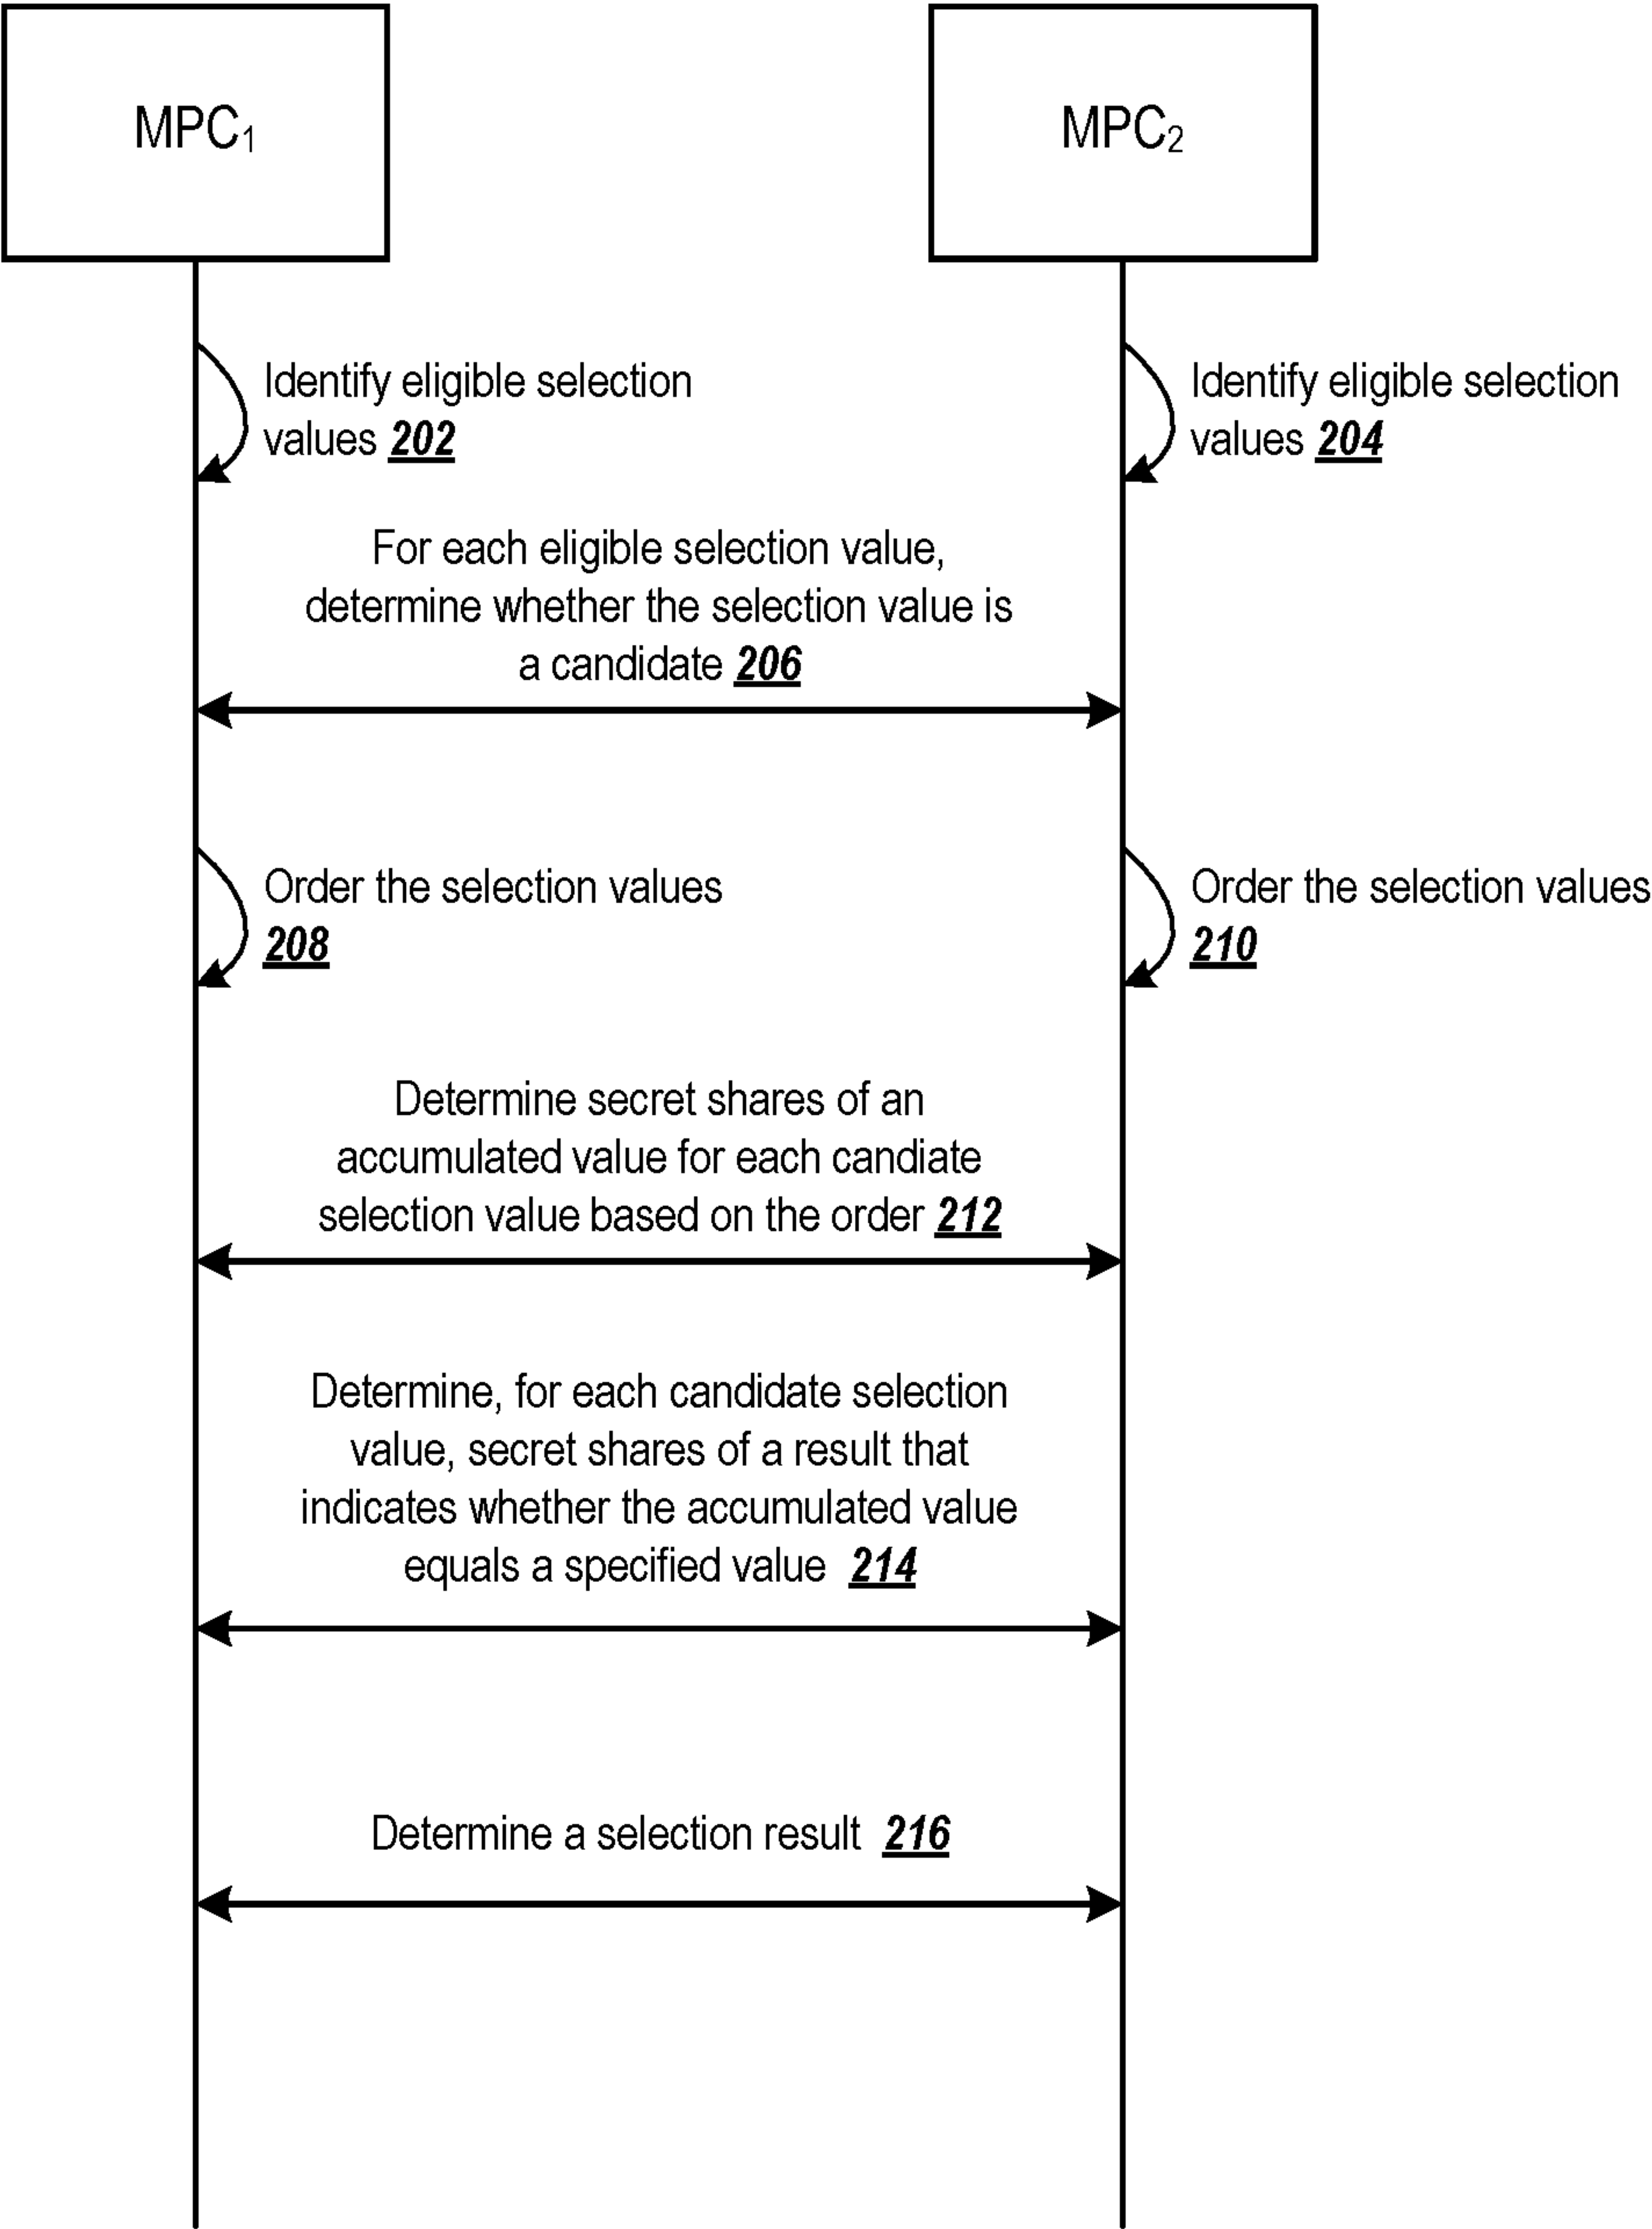 MPC1
MPC2
Identify eligible selection
values 202
Identify eligible selection
values 204
For each eligible selection value,
determine whether the selection value is
a candidate 206
Order the selection values
208
Order the selection values
210
Determine secret shares of an
accumulated value for each candiate
selection value based on the order 212
Determine, for each candidate selection
value, secret shares of a result that
indicates whether the accumulated value
equals a specified value 214
Determine a selection result 216